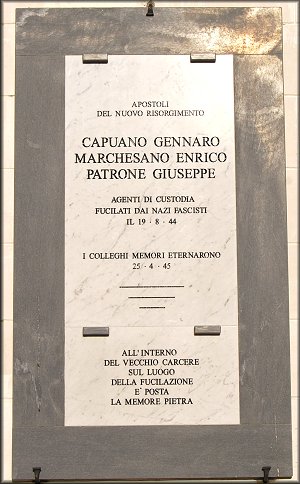 APOSTOLI
DEL NUOVO RISORGIMENTO
CAPUANO GENNARO
MARCHESANO ENRICO
PATRONE GIUSEPPE
AGENTI DI CUSTODIA
FUCILATI DAI NAZI FASCISTI
IL 19 · 8 · 44
I COLLEGHI MEMORI ETERNARONO
25 · 4 · 45
ALL'INTERNO
DEL VECCHIO CARCERE
SUL LUOGO
DELLA FUCILAZIONE
E' POSTA
LA MEMORE PIETRA